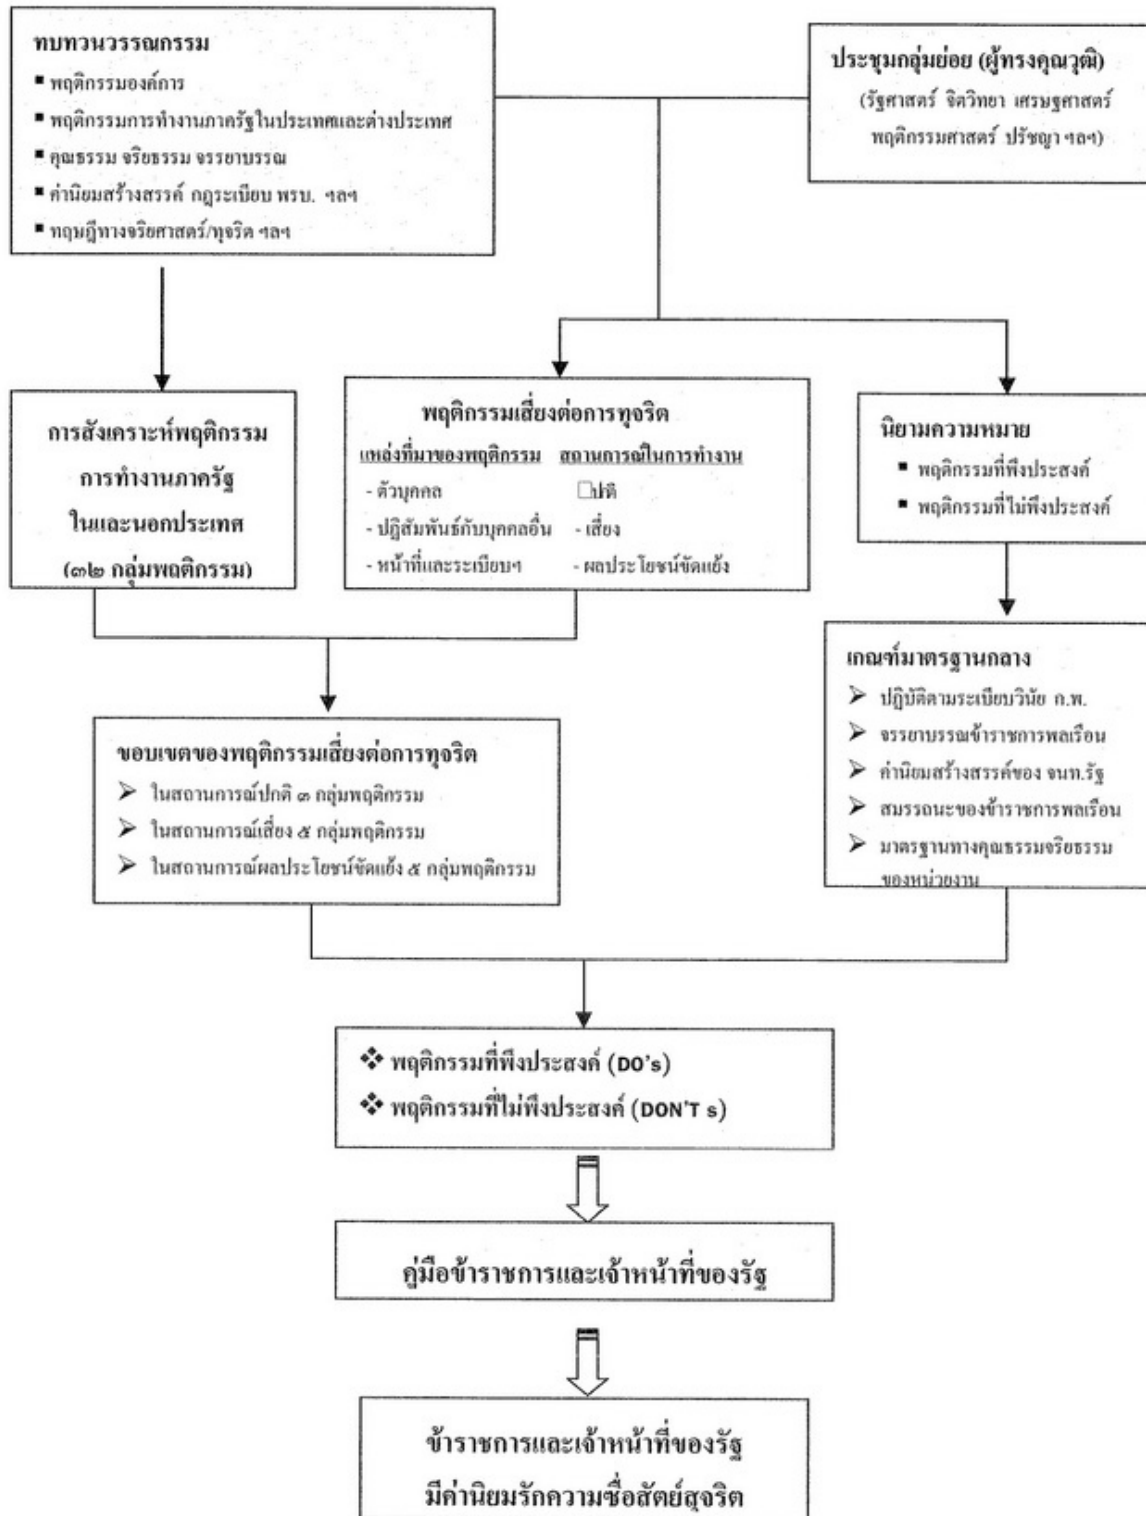 ทบทวนวรรณกรรม
▪ พฤติกรรมองค์การ
▪ พฤติกรรมการทำงานภาครัฐในประเทศและต่างประเทศ
▪ คุณธรรม จริยธรรม จรรยาบรรณ
▪ ค่านิยมสร้างสรรค์ กฎระเบียบ พรบ. ฯลฯ
▪ ทฤษฎีทางจริยศาสตร์/ทุจริต ฯลฯ
ประชุมกลุ่มย่อย (ผู้ทรงคุณวุฒิ)
(รัฐศาสตร์ จิตวิทยา เศรษฐศาสตร์
พฤติกรรมศาสตร์ ปรัชญา ฯลฯ)
การสังเคราะห์พฤติกรรม
การทำงานภาครัฐ
ในและนอกประเทศ
(๓๒ กลุ่มพฤติกรรม)
พฤติกรรมเสี่ยงต่อการทุจริต
แหล่งที่มาของพฤติกรรม สถานการณ์ในการทำงาน
- ตัวบุคคล □ปติ
- ปฏิสัมพันธ์กับบุคคลอื่น - เสี่ยง
- หน้าที่และระเบียบฯ - ผลประโยชน์ขัดแย้ง
นิยามความหมาย
▪ พฤติกรรมที่พึงประสงค์
▪ พฤติกรรมที่ไม่พึงประสงค์
ขอบเขตของพฤติกรรมเสี่ยงต่อการทุจริต
➢ ในสถานการณ์ปกติ ๓ กลุ่มพฤติกรรม
➢ ในสถานการณ์เสี่ยง ๕ กลุ่มพฤติกรรม
➢ ในสถานการณ์ผลประโยชน์ขัดแย้ง ๕ กลุ่มพฤติกรรม
เกณฑ์มาตรฐานกลาง
➢ ปฏิบัติตามระเบียบวินัย ก.พ.
➢ จรรยาบรรณข้าราชการพลเรือน
➢ ค่านิยมสร้างสรรค์ของ จนท.รัฐ
➢ สมรรถนะของข้าราชการพลเรือน
➢ มาตรฐานทางคุณธรรมจริยธรรม
ของหน่วยงาน
❖ พฤติกรรมที่พึงประสงค์ (DO's)
❖ พฤติกรรมที่ไม่พึงประสงค์ (DON'T s)
คู่มือข้าราชการและเจ้าหน้าที่ของรัฐ
ข้าราชการและเจ้าหน้าที่ของรัฐ
มีค่านิยมรักความซื่อสัตย์สุจริต